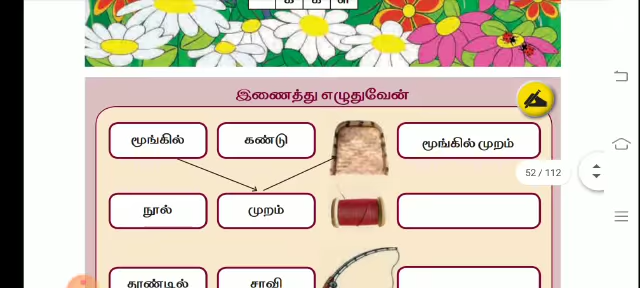 க் க ள்
இணைத்து எழுதுவேன்
மூங்கில் கண்டு மூங்கில் முறம்
52 / 112
நூல் முறம்
தூண்டில் சாவி